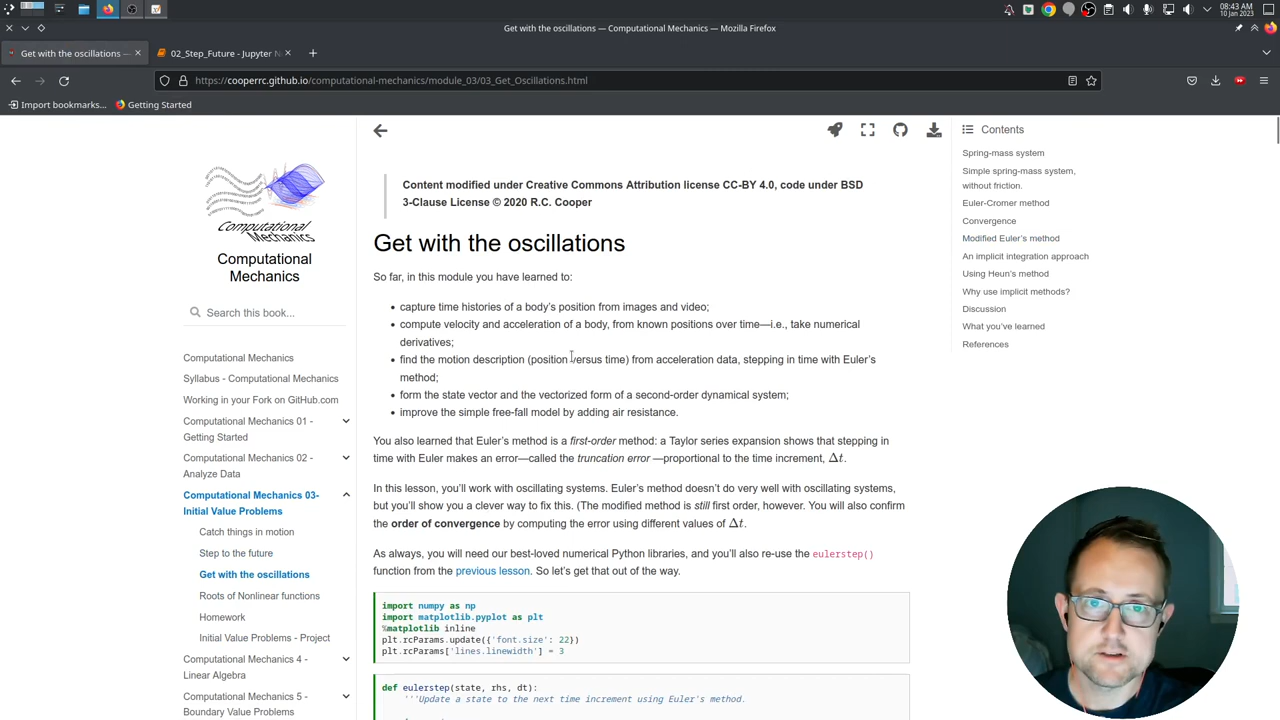 08:43 AM
10 Jan 2023
Get with the oscillations — Computational Mechanics — Mozilla Firefox
Get with the oscillations —
02_Step_Future - Jupyter N
https://cooperrc.github.io/computational-mechanics/module_03/03_Get_Oscillations.html
Import bookmarks...
Getting Started
Computational
Mechanics
Computational
Mechanics
Search this book...
Computational Mechanics
Syllabus - Computational Mechanics
Working in your Fork on GitHub.com
Computational Mechanics 01 -
Getting Started
Computational Mechanics 02 -
Analyze Data
Computational Mechanics 03-
Initial Value Problems
Catch things in motion
Step to the future
Get with the oscillations
Roots of Nonlinear functions
Homework
Initial Value Problems - Project
Computational Mechanics 4 -
Linear Algebra
Computational Mechanics 5 -
Boundary Value Problems
Content modified under Creative Commons Attribution license CC-BY 4.0, code under BSD
3-Clause License © 2020 R.C. Cooper
Get with the oscillations
So far, in this module you have learned to:
• capture time histories of a body's position from images and video;
• compute velocity and acceleration of a body, from known positions over time—i.e., take numerical
derivatives;
• find the motion description (position versus time) from acceleration data, stepping in time with Euler's
method;
• form the state vector and the vectorized form of a second-order dynamical system;
• improve the simple free-fall model by adding air resistance.
You also learned that Euler's method is a first-order method: a Taylor series expansion shows that stepping in
time with Euler makes an error—called the truncation error —proportional to the time increment, Δt.
In this lesson, you'll work with oscillating systems. Euler's method doesn't do very well with oscillating systems,
but you'll show you a clever way to fix this. (The modified method is still first order, however. You will also confirm
the order of convergence by computing the error using different values of Δt.
As always, you will need our best-loved numerical Python libraries, and you'll also re-use the eulerstep()
function from the previous lesson. So let's get that out of the way.
import numpy as np
import matplotlib.pyplot as plt
%matplotlib inline
plt.rcParams.update({'font.size': 22})
plt.rcParams['lines.linewidth'] = 3
def eulerstep(state, rhs, dt):
'''Update a state to the next time increment using Euler's method.
Contents
Spring-mass system
Simple spring-mass system,
without friction.
Euler-Cromer method
Convergence
Modified Euler's method
An implicit integration approach
Using Heun's method
Why use implicit methods?
Discussion
What you've learned
References